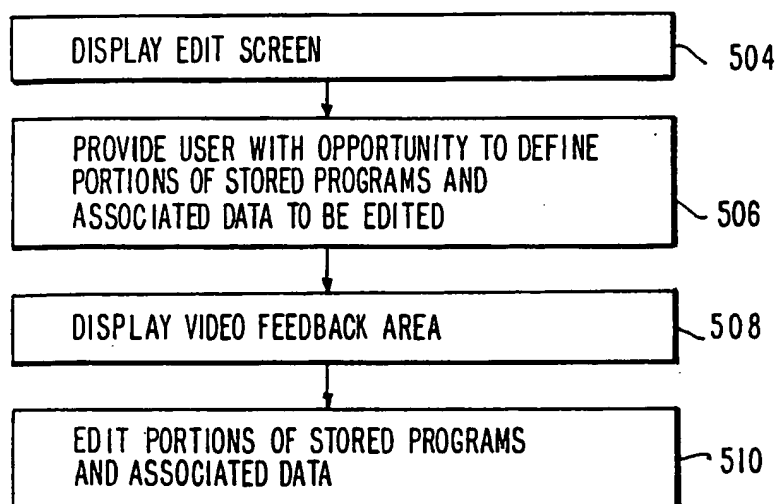 DISPLAY EDIT SCREEN
504
PROVIDE USER WITH OPPORTUNITY TO DEFINE
PORTIONS OF STORED PROGRAMS AND
ASSOCIATED DATA TO BE EDITED
506
DISPLAY VIDEO FEEDBACK AREA
508
EDIT PORTIONS OF STORED PROGRAMS
AND ASSOCIATED DATA
510